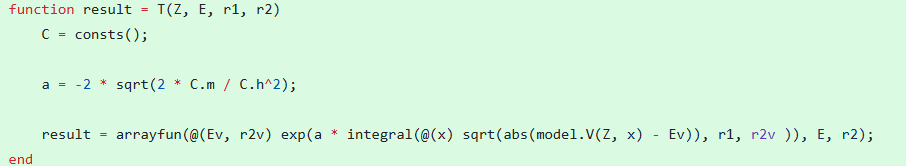 function result = T(Z, E, r1, r2)
C = consts();
a = -2 * sqrt(2 * C.m / C.h^2);
result = arrayfun(@(Ev, r2v) exp(a * integral(@(x) sqrt(abs(model.V(Z, x) - Ev)), r1, r2v )), E, r2);
end